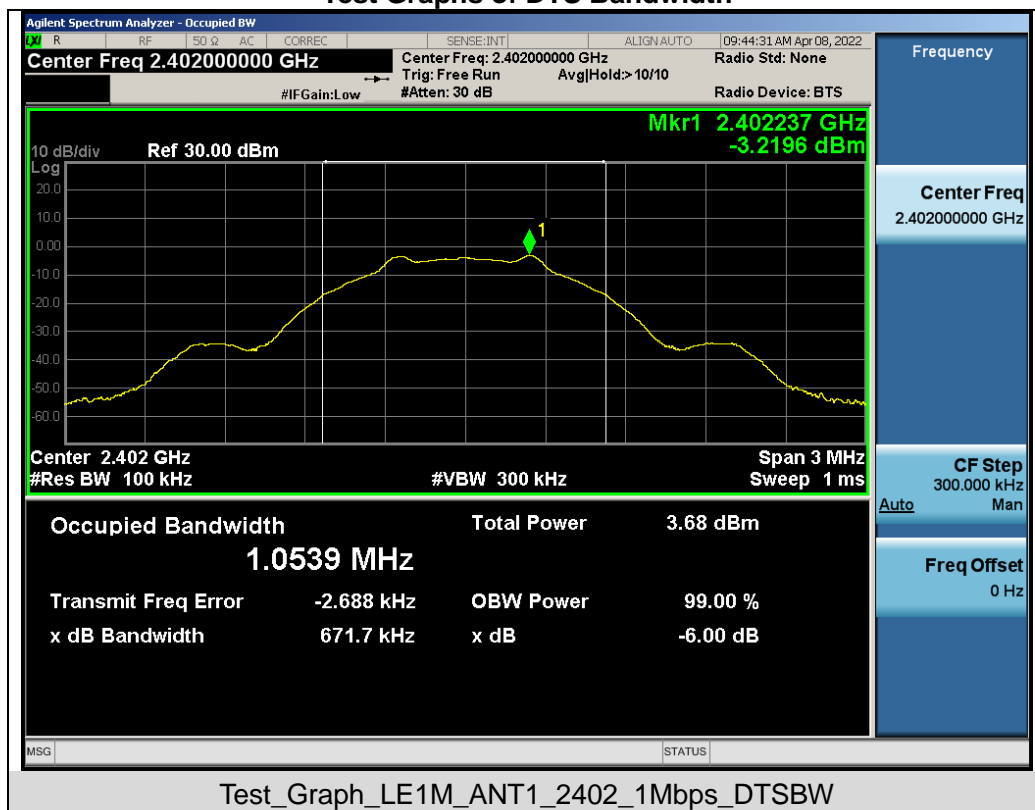 Test Graphs of DTS Bandwidth
Agilent Spectrum Analyzer - Occupied BW
LXI R RF 50 Ω AC CORREC SENSE:INT ALIGN AUTO 09:44:31 AM Apr 08, 2022
Center Freq 2.402000000 GHz
Center Freq: 2.402000000 GHz Radio Std: None
Trig: Free Run Avg|Hold:> 10/10
#IFGain:Low #Atten: 30 dB Radio Device: BTS
Mkr1 2.402237 GHz
-3.2196 dBm
10 dB/div Ref 30.00 dBm
Log
20.0
10.0
0.00
-10.0
-20.0
-30.0
-40.0
-50.0
-60.0
1
Center 2.402 GHz Span 3 MHz
#Res BW 100 kHz #VBW 300 kHz Sweep 1 ms
Occupied Bandwidth Total Power 3.68 dBm
1.0539 MHz
Transmit Freq Error -2.688 kHz OBW Power 99.00 %
x dB Bandwidth 671.7 kHz x dB -6.00 dB
MSG STATUS
Frequency
Center Freq
2.402000000 GHz
CF Step
300.000 kHz
Auto Man
Freq Offset
0 Hz
Test_Graph_LE1M_ANT1_2402_1Mbps_DTSBW